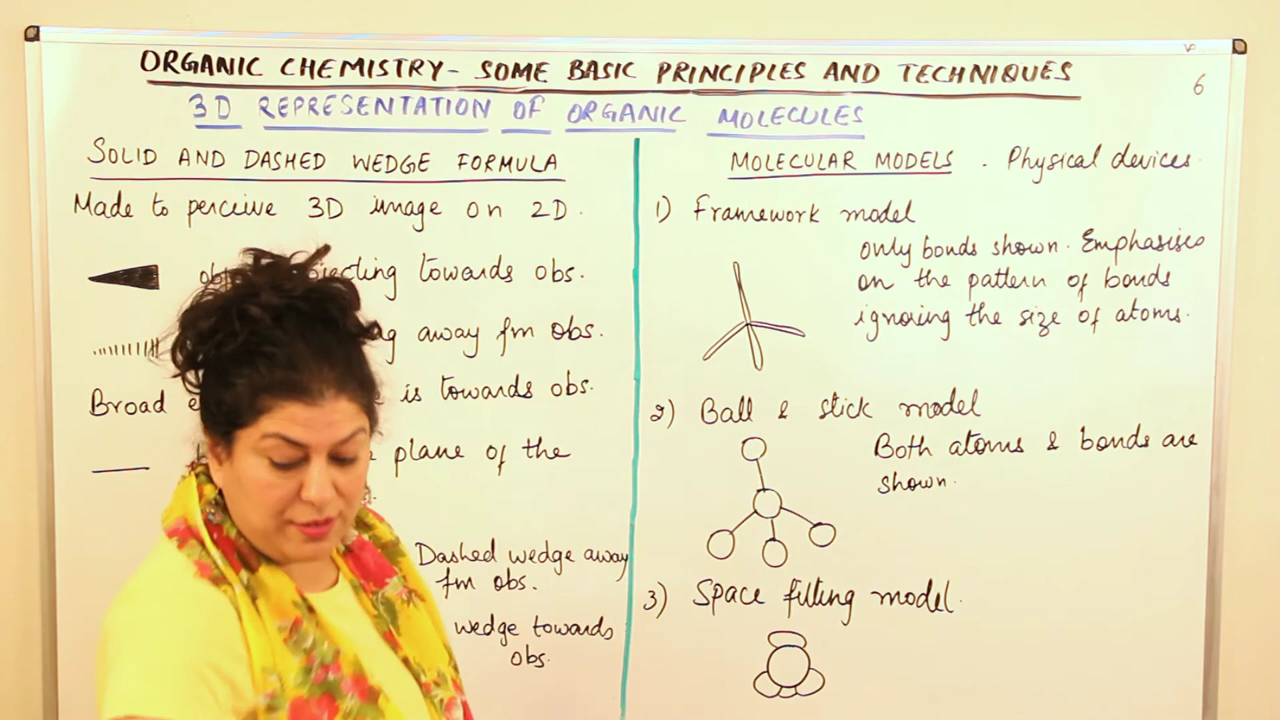 ORGANIC CHEMISTRY - SOME BASIC PRINCIPLES AND TECHNIQUES
6
3D REPRESENTATION OF ORGANIC MOLECULES
SOLID AND DASHED WEDGE FORMULA
Made to perceive 3D image on 2D.
towards obs.
away fm obs.
Broad is towards obs.
plane of the
Dashed wedge away
fm obs.
wedge towards
obs.
MOLECULAR MODELS . Physical devices
1) Framework model
only bonds shown. Emphasises
on the pattern of bonds
ignoring the size of atoms.
2) Ball & stick model
Both atoms & bonds are
shown.
3) Space filling model.